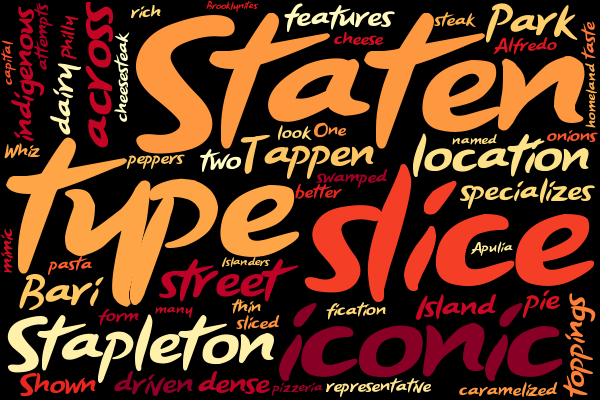 capital
indigenous
attempts
Philly
dairy
across
cheesesteak
rich
Brooklynites
features
cheese
steak
Park
Alfredo
homeland
taste
Staten
Whiz
peppers
two
look
One
Tappen
swamped
better
location
named
onions
specializes
type
slice
Apulia
mimic
pasta
Bari
Islanders
street
form
many
thin
sliced
fication
Island
pie
toppings
Stapleton
iconic
Shown
driven
dense
pizzeria
representative
caramelized